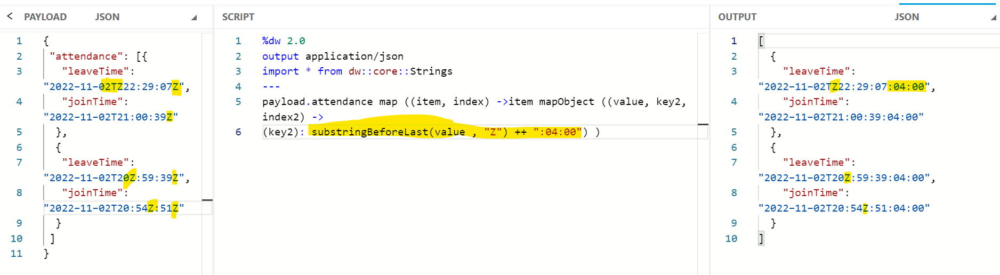 < PAYLOAD JSON
1 {
2 "attendance": [{
3 "leaveTime":
"2022-11-02TZ22:29:07Z",
4 "joinTime":
"2022-11-02T21:00:39Z"
5 },
6 {
7 "leaveTime":
"2022-11-02T20Z:59:39Z",
8 "joinTime":
"2022-11-02T20:54Z:51Z"
9 }
10 ]
11 }
SCRIPT
1 %dw 2.0
2 output application/json
3 import * from dw::core::Strings
4 ---
5 payload.attendance map ((item, index) ->item mapObject ((value, key2,
index2) ->
6 (key2): substringBeforeLast(value , "Z") ++ ":04:00") )
OUTPUT JSON
1 [
2 {
3 "leaveTime":
"2022-11-02TZ22:29:07:04:00",
4 "joinTime":
"2022-11-02T21:00:39:04:00"
5 },
6 {
7 "leaveTime":
"2022-11-02T20Z:59:39:04:00",
8 "joinTime":
"2022-11-02T20:54Z:51:04:00"
9 }
10 ]